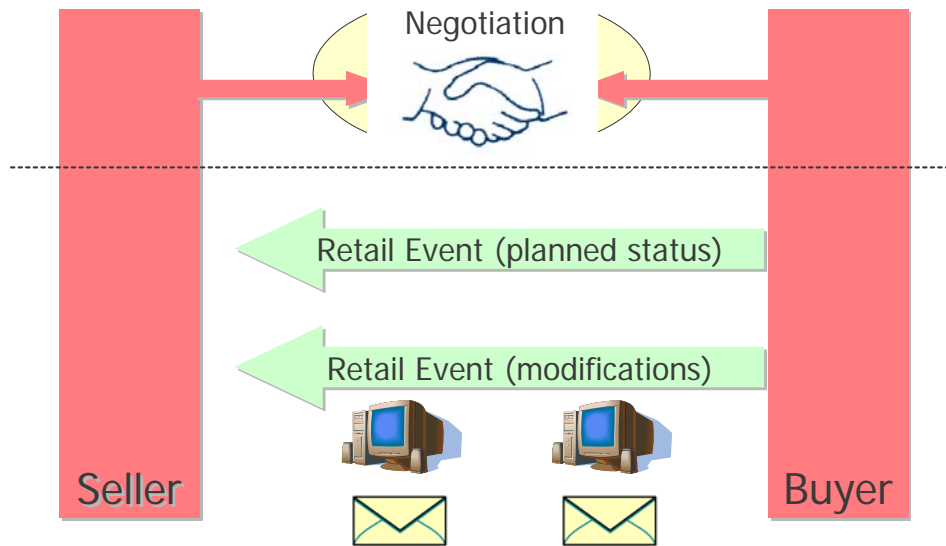 Negotiation
Retail Event (planned status)
Retail Event (modifications)
Seller
Buyer